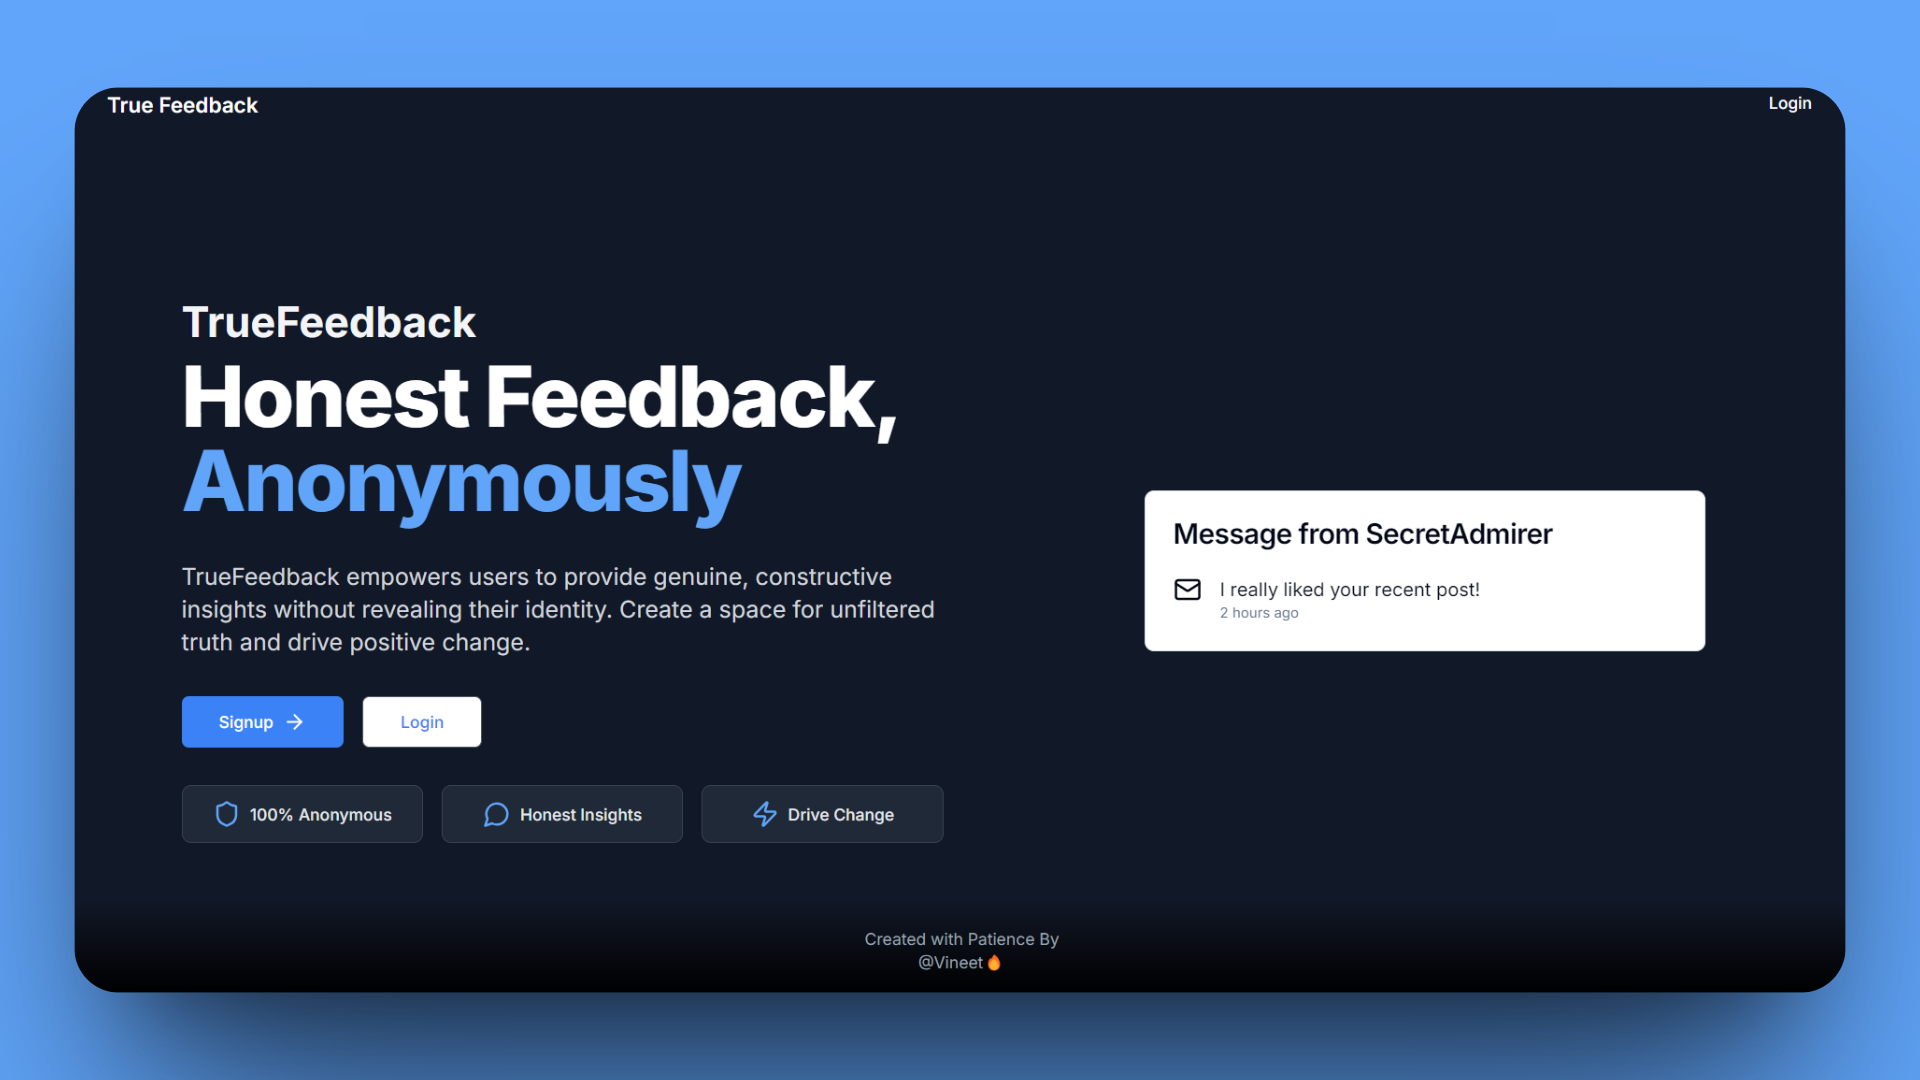 True Feedback
Login
TrueFeedback
Honest Feedback,
Anonymously
TrueFeedback empowers users to provide genuine, constructive
insights without revealing their identity. Create a space for unfiltered
truth and drive positive change.
Signup
Login
100% Anonymous
Honest Insights
Drive Change
Message from SecretAdmirer
I really liked your recent post!
2 hours ago
Created with Patience By
@Vineet🔥